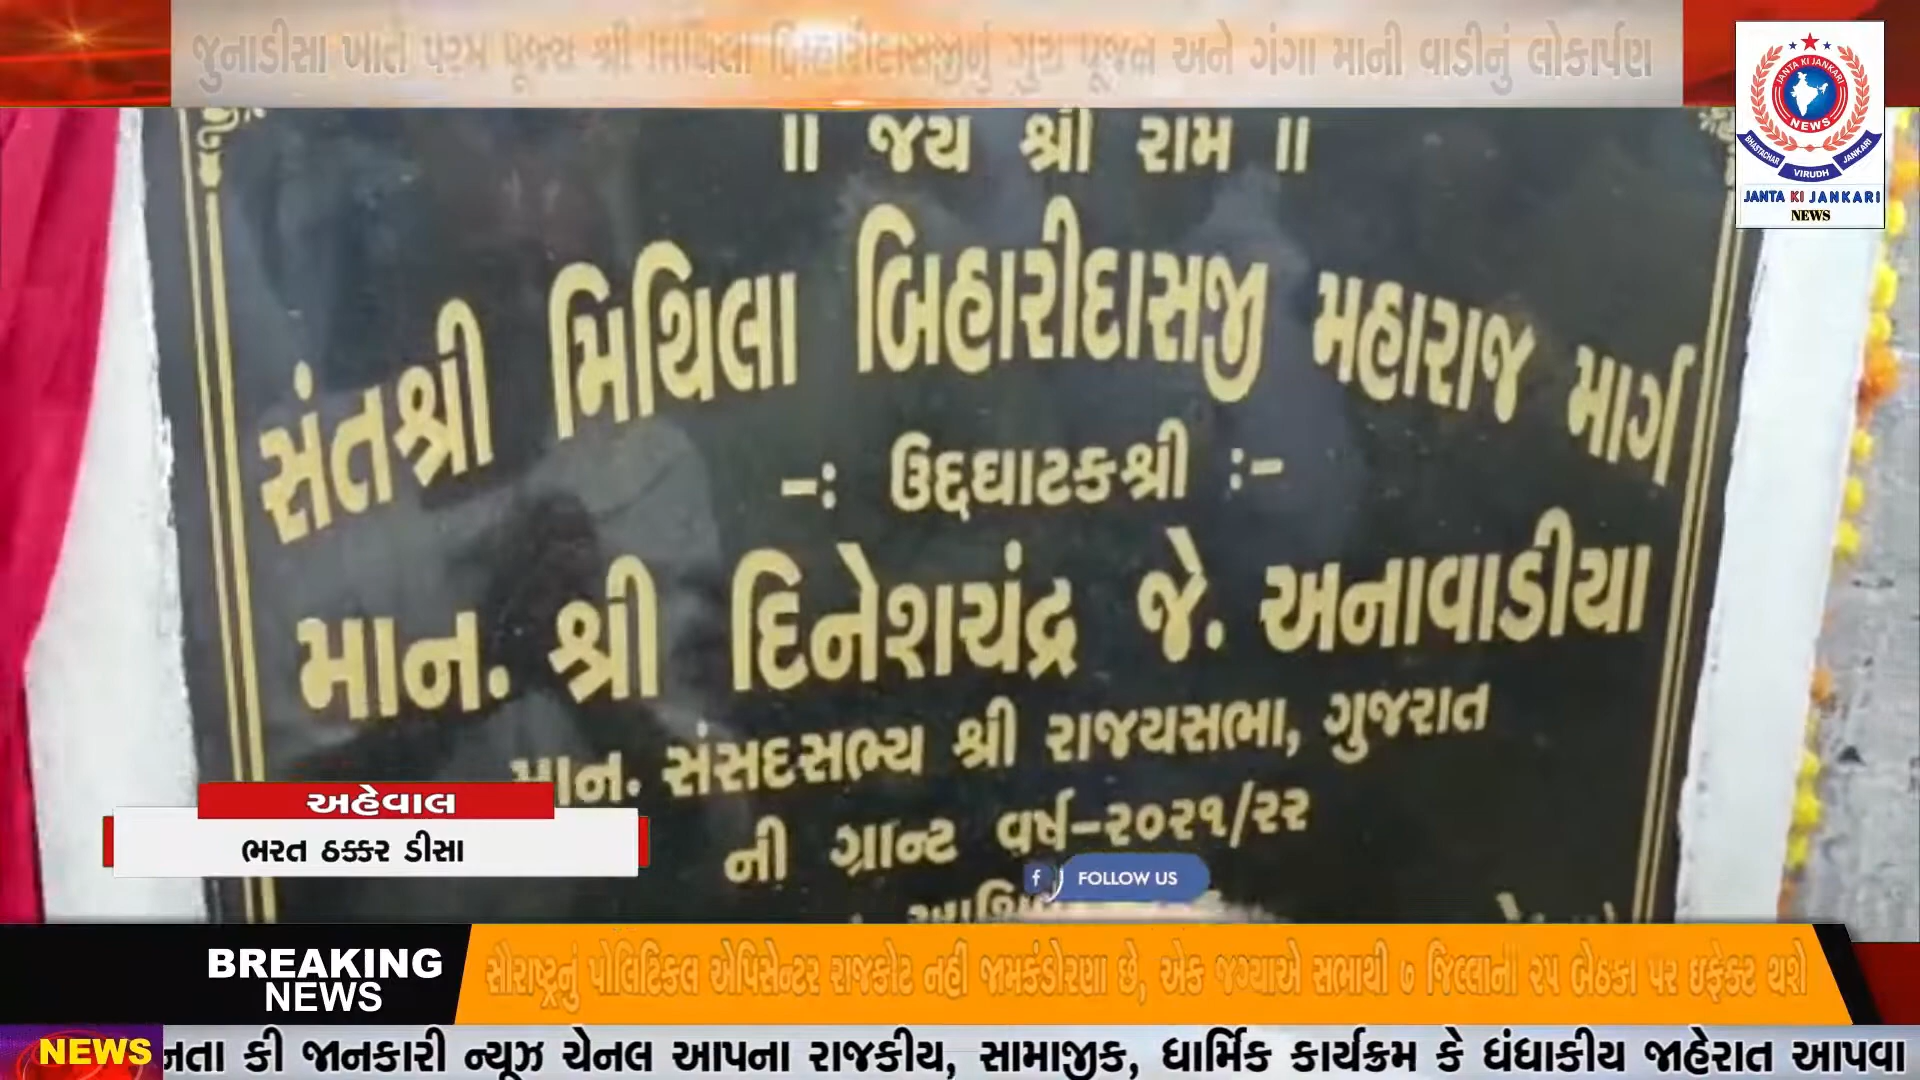 જુનાડીસા ખાતે પરમ પૂજ્ય શ્રી મિથિલા બિહારીદાસજીનું ગુરુ પૂજન અને ગંગા માની વાડીનું લોકાર્પણ
JANTA KI JANKARI
NEWS
BHASTACHAR VIRUDH JANKARI
JANTA KI JANKARI
NEWS
॥ જય શ્રી રામ ॥
સંતશ્રી મિથિલા બિહારીદાસજી મહારાજ માર્ગ
-: ઉદ્દઘાટકશ્રી :-
માન. શ્રી દિનેશચંદ્ર જે. અનાવાડીયા
માન. સંસદસભ્ય શ્રી રાજયસભા, ગુજરાત
ની ગ્રાન્ટ વર્ષ-૨૦૨૧/૨૨
અહેવાલ
ભરત ઠક્કર ડીસા
f FOLLOW US
BREAKING
NEWS
સૌરાષ્ટ્રનું પોલિટિકલ એપિસેન્ટર રાજકોટ નહી જામકંડોરણા છે, એક જગ્યાએ સભાથી ૭ જિલ્લાની ૨૫ બેઠકો પર ઇફેક્ટ થશે
NEWS
નતા કી જાનકારી ન્યૂઝ ચેનલ આપના રાજકીય, સામાજીક, ધાર્મિક કાર્યક્રમ કે ધંધાકીય જાહેરાત આપવા